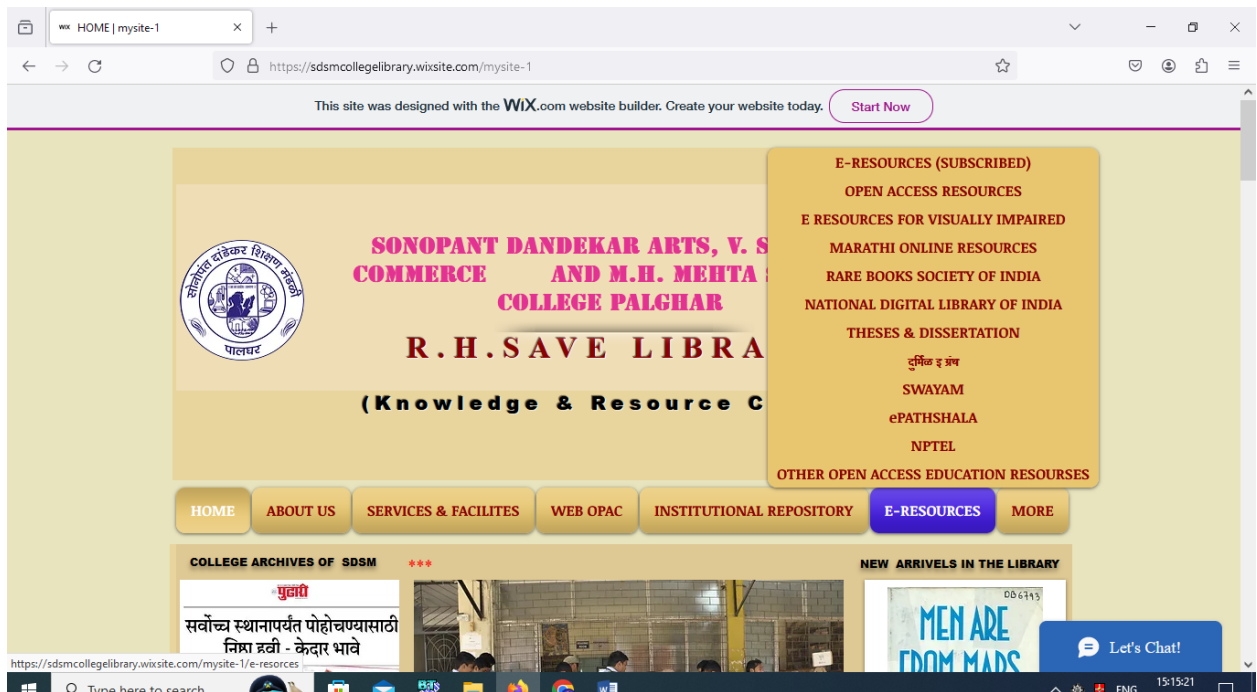 WiX HOME | mysite-1
https://sdsmcollegelibrary.wixsite.com/mysite-1
This site was designed with the WiX.com website builder. Create your website today.
Start Now
सोनोपंत दांडेकर शिक्षण मंडळी
पालघर
SONOPANT DANDEKAR ARTS, V. S
COMMERCE AND M.H. MEHTA
COLLEGE PALGHAR
R.H.SAVE LIBRA
(Knowledge & Resource C
E-RESOURCES (SUBSCRIBED)
OPEN ACCESS RESOURCES
E RESOURCES FOR VISUALLY IMPAIRED
MARATHI ONLINE RESOURCES
RARE BOOKS SOCIETY OF INDIA
NATIONAL DIGITAL LIBRARY OF INDIA
THESES & DISSERTATION
दुर्मिळ इ ग्रंथ
SWAYAM
ePATHSHALA
NPTEL
OTHER OPEN ACCESS EDUCATION RESOURSES
HOME ABOUT US SERVICES & FACILITES WEB OPAC INSTITUTIONAL REPOSITORY E-RESOURCES MORE
COLLEGE ARCHIVES OF SDSM ***
NEW ARRIVELS IN THE LIBRARY
पुढारी
सर्वोच्च स्थानापर्यंत पोहोचण्यासाठी
निष्ठा हवी - केदार भावे
DB6793
MEN ARE
FROM MARS
Let's Chat!
https://sdsmcollegelibrary.wixsite.com/mysite-1/e-resorces
Type here to search
ENG
15:15:21